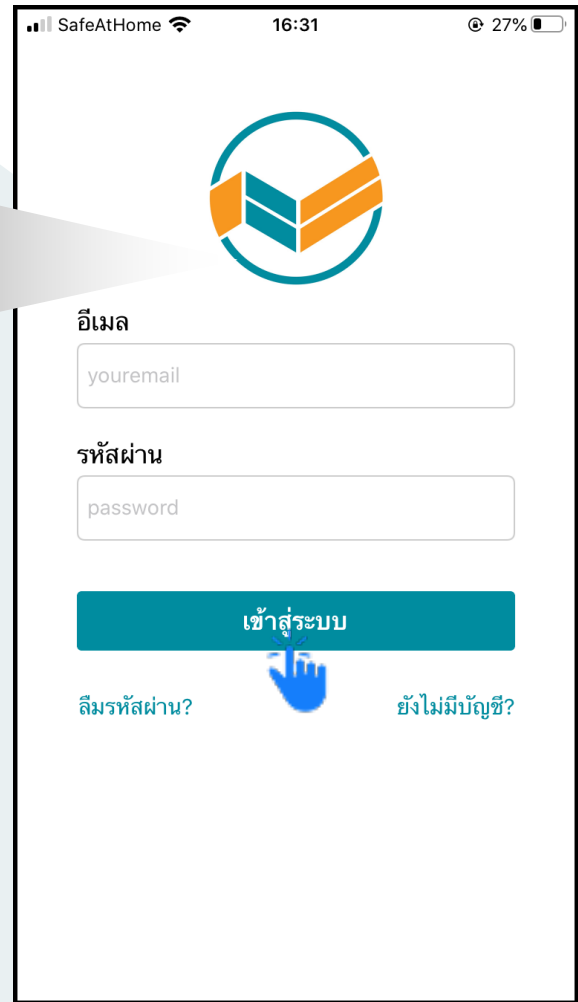 SafeAtHome 16:31 27%
อีเมล
youremail
รหัสผ่าน
password
เข้าสู่ระบบ
ลืมรหัสผ่าน? ยังไม่มีบัญชี?